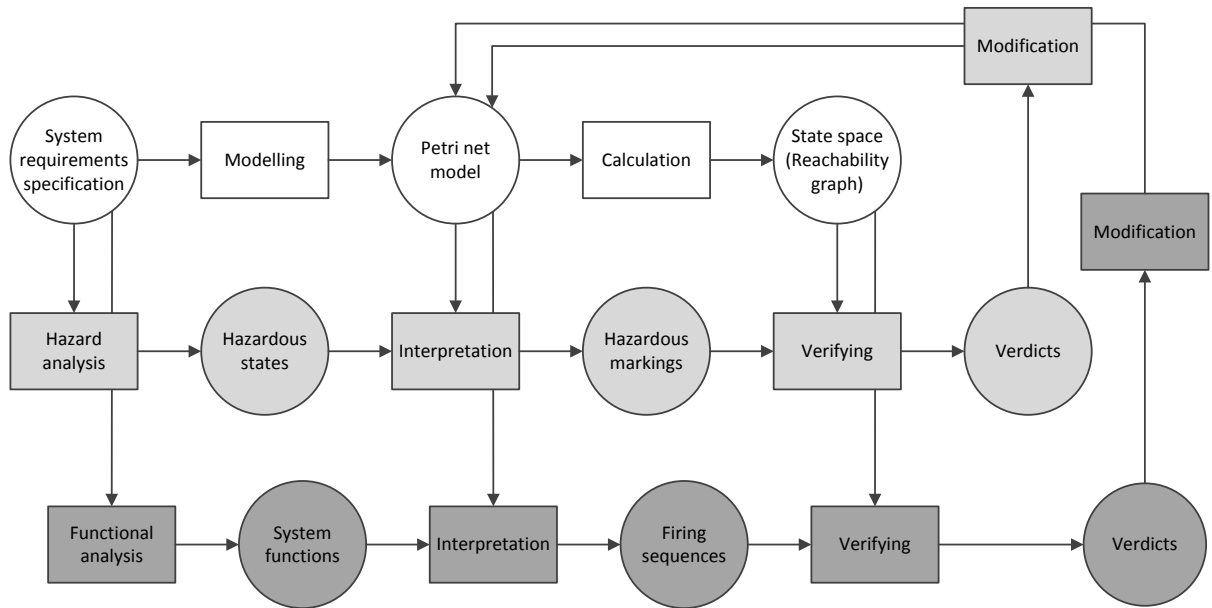 Modification
System
requirements
specification
Modelling
Petri net
model
Calculation
State space
(Reachability
graph)
Modification
Hazard
analysis
Hazardous
states
Interpretation
Hazardous
markings
Verifying
Verdicts
Functional
analysis
System
functions
Interpretation
Firing
sequences
Verifying
Verdicts